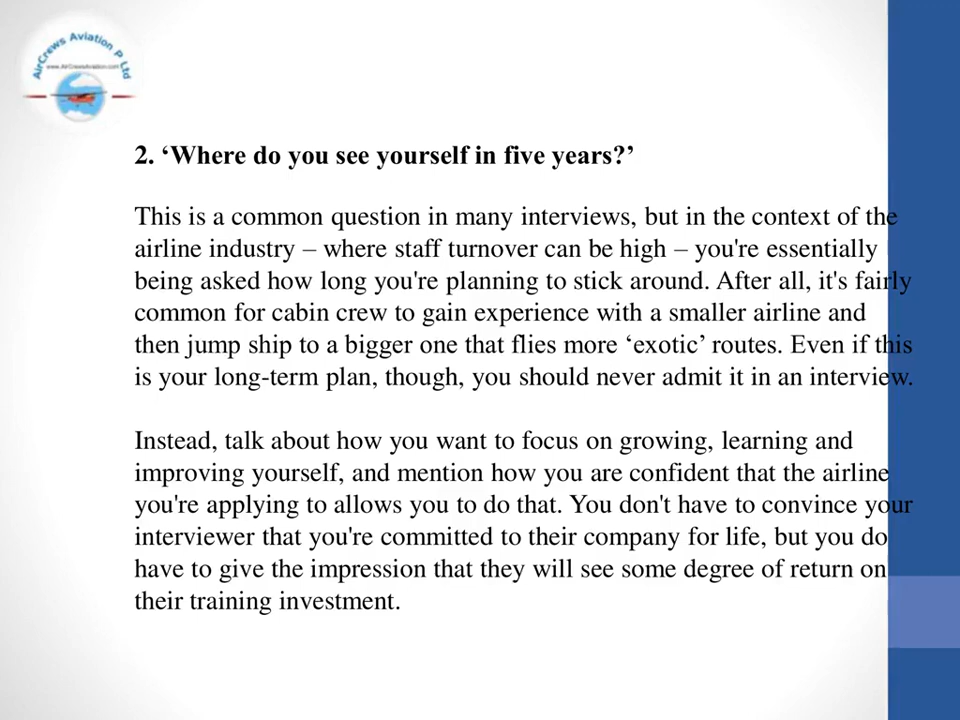 AirCrews Aviation P Ltd
www.AirCrewsAviation.com
2. ‘Where do you see yourself in five years?’
This is a common question in many interviews, but in the context of the
airline industry – where staff turnover can be high – you're essentially
being asked how long you're planning to stick around. After all, it's fairly
common for cabin crew to gain experience with a smaller airline and
then jump ship to a bigger one that flies more ‘exotic’ routes. Even if this
is your long-term plan, though, you should never admit it in an interview.
Instead, talk about how you want to focus on growing, learning and
improving yourself, and mention how you are confident that the airline
you're applying to allows you to do that. You don't have to convince your
interviewer that you're committed to their company for life, but you do
have to give the impression that they will see some degree of return on
their training investment.